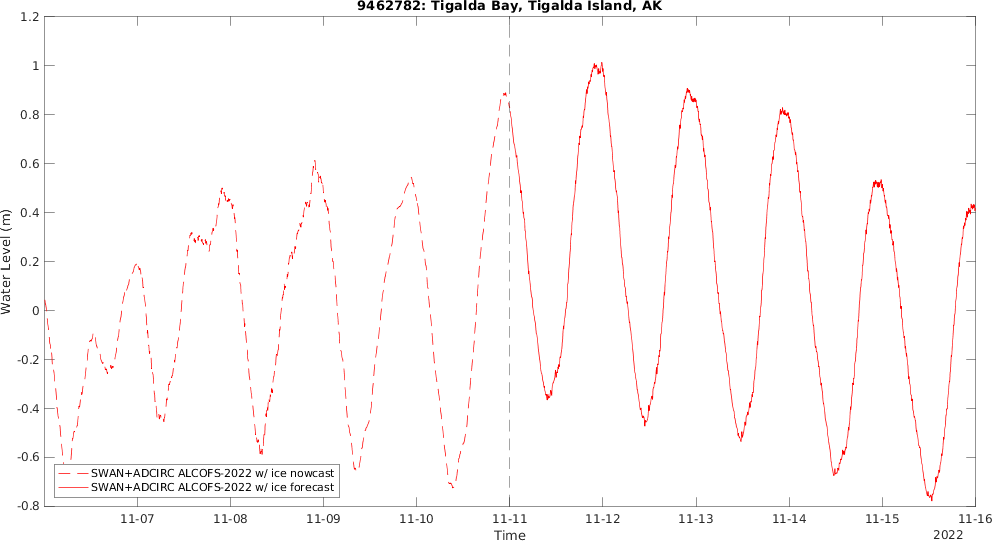 9462782: Tigalda Bay, Tigalda Island, AK
1.2
1
0.8
0.6
0.4
0.2
0
-0.2
-0.4
-0.6
-0.8
Water Level (m)
SWAN+ADCIRC ALCOFS-2022 w/ ice nowcast
SWAN+ADCIRC ALCOFS-2022 w/ ice forecast
11-07 11-08 11-09 11-10 11-11 11-12 11-13 11-14 11-15 11-16
Time
2022